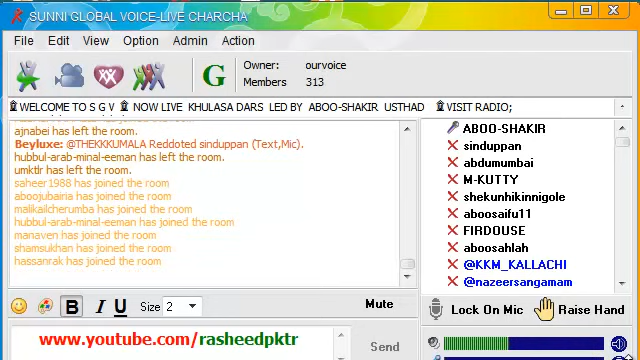 SUNNI GLOBAL VOICE-LIVE CHARCHA
File Edit View Option Admin Action
G
Owner: ourvoice
Members 313
WELCOME TO S G V NOW LIVE KHULASA DARS LED BY ABOO-SHAKIR USTHAD VISIT RADIO;
ajnabei has left the room.
Beyluxe: @THEKKKUMALA Reddoted sinduppan (Text,Mic).
hubbul-arab-minal-eeman has left the room.
umktlr has left the room.
saheer1988 has joined the room
aboojubairia has joined the room
malikailcherumba has joined the room
hubbul-arab-minal-eeman has joined the room
manaven has joined the room
shamsukhan has joined the room
hassanrak has joined the room
ABOO-SHAKIR
sinduppan
abdumumbai
M-KUTTY
shekunhikinnigole
aboosaifu11
FIRDOUSE
aboosahlah
@KKM_KALLACHI
@nazeersangamam
B I U Size 2 Mute
Lock On Mic Raise Hand
www.youtube.com/rasheedpktr
Send